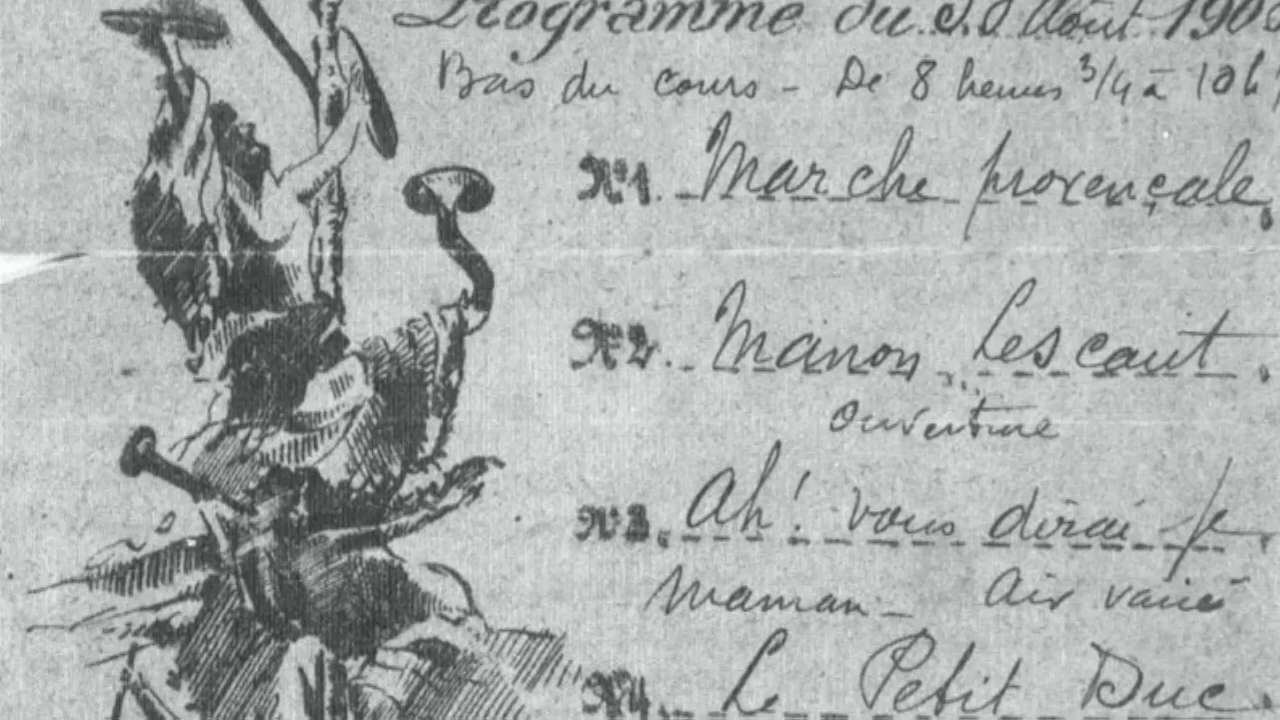 Programme du 30 Août 190
Bas du cours - De 8 heures 3/4 à 10h
Nº1. Marche provençale.
Nº2. Manon Lescaut.
Ouverture
Nº3. Ah! vous dirai je
maman - Air varié
Nº4. Le Petit Duc.